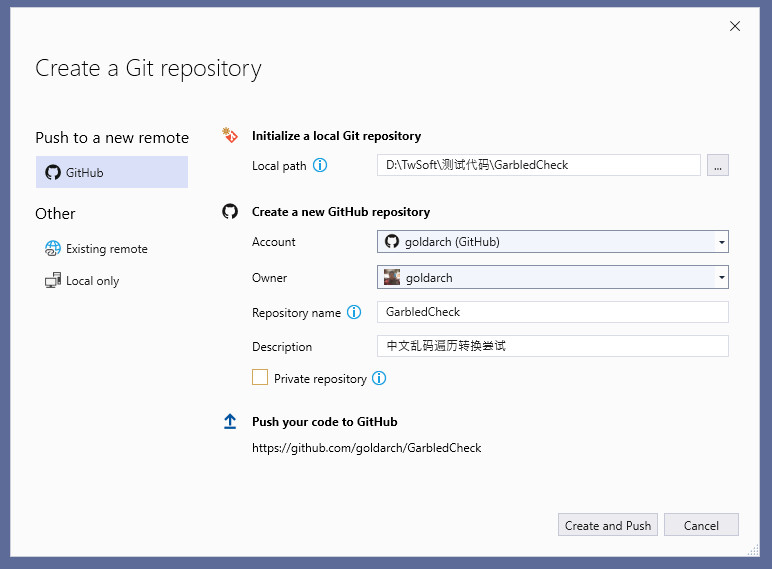 Create a Git repository
Push to a new remote
GitHub
Other
Existing remote
Local only
Initialize a local Git repository
Local path D:\TwSoft\测试代码\GarbledCheck ...
Create a new GitHub repository
Account goldarch (GitHub)
Owner goldarch
Repository name GarbledCheck
Description 中文乱码遍历转换尝试
Private repository
Push your code to GitHub
https://github.com/goldarch/GarbledCheck
Create and Push Cancel